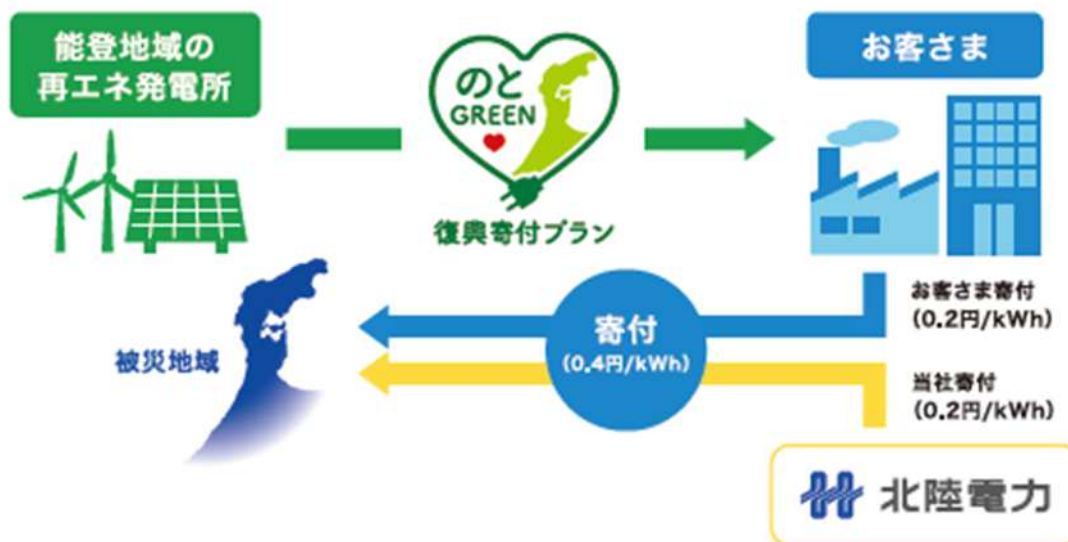 能登地域の
再エネ発電所
のと
GREEN
復興寄付プラン
お客さま
お客さま寄付
(0.2円/kWh)
寄付
(0.4円/kWh)
被災地域
当社寄付
(0.2円/kWh)
北陸電力